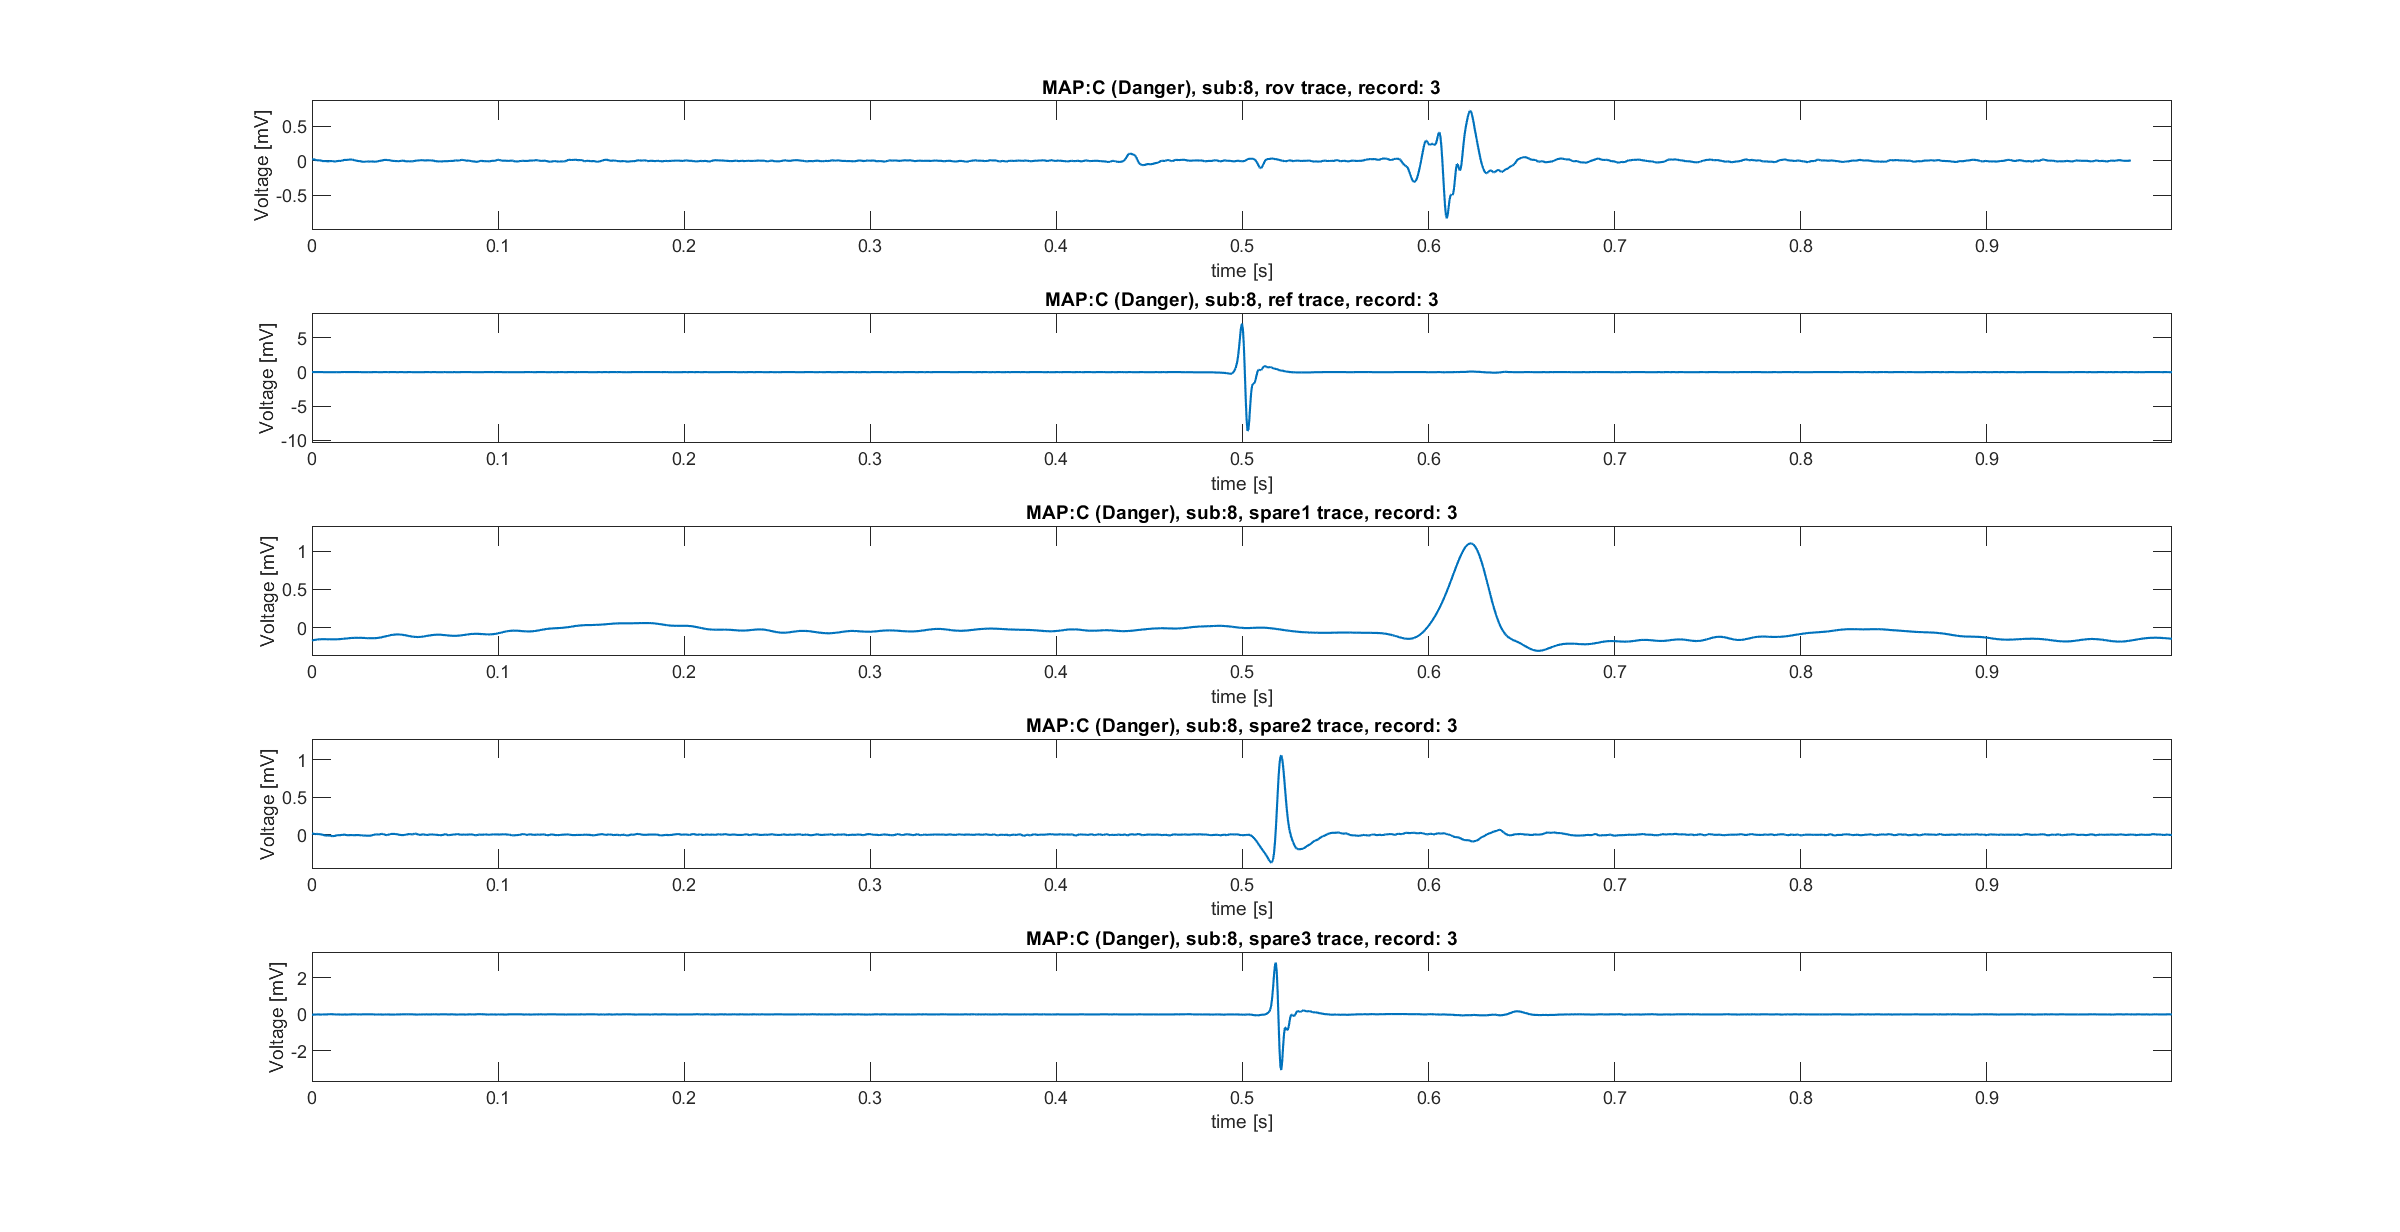 MAP:C (Danger), sub:8, rov trace, record: 3
Voltage [mV]
0.5
0
-0.5
0 0.1 0.2 0.3 0.4 0.5 0.6 0.7 0.8 0.9
time [s]
MAP:C (Danger), sub:8, ref trace, record: 3
Voltage [mV]
5
0
-5
-10
0 0.1 0.2 0.3 0.4 0.5 0.6 0.7 0.8 0.9
time [s]
MAP:C (Danger), sub:8, spare1 trace, record: 3
Voltage [mV]
1
0.5
0
0 0.1 0.2 0.3 0.4 0.5 0.6 0.7 0.8 0.9
time [s]
MAP:C (Danger), sub:8, spare2 trace, record: 3
Voltage [mV]
1
0.5
0
0 0.1 0.2 0.3 0.4 0.5 0.6 0.7 0.8 0.9
time [s]
MAP:C (Danger), sub:8, spare3 trace, record: 3
Voltage [mV]
2
0
-2
0 0.1 0.2 0.3 0.4 0.5 0.6 0.7 0.8 0.9
time [s]